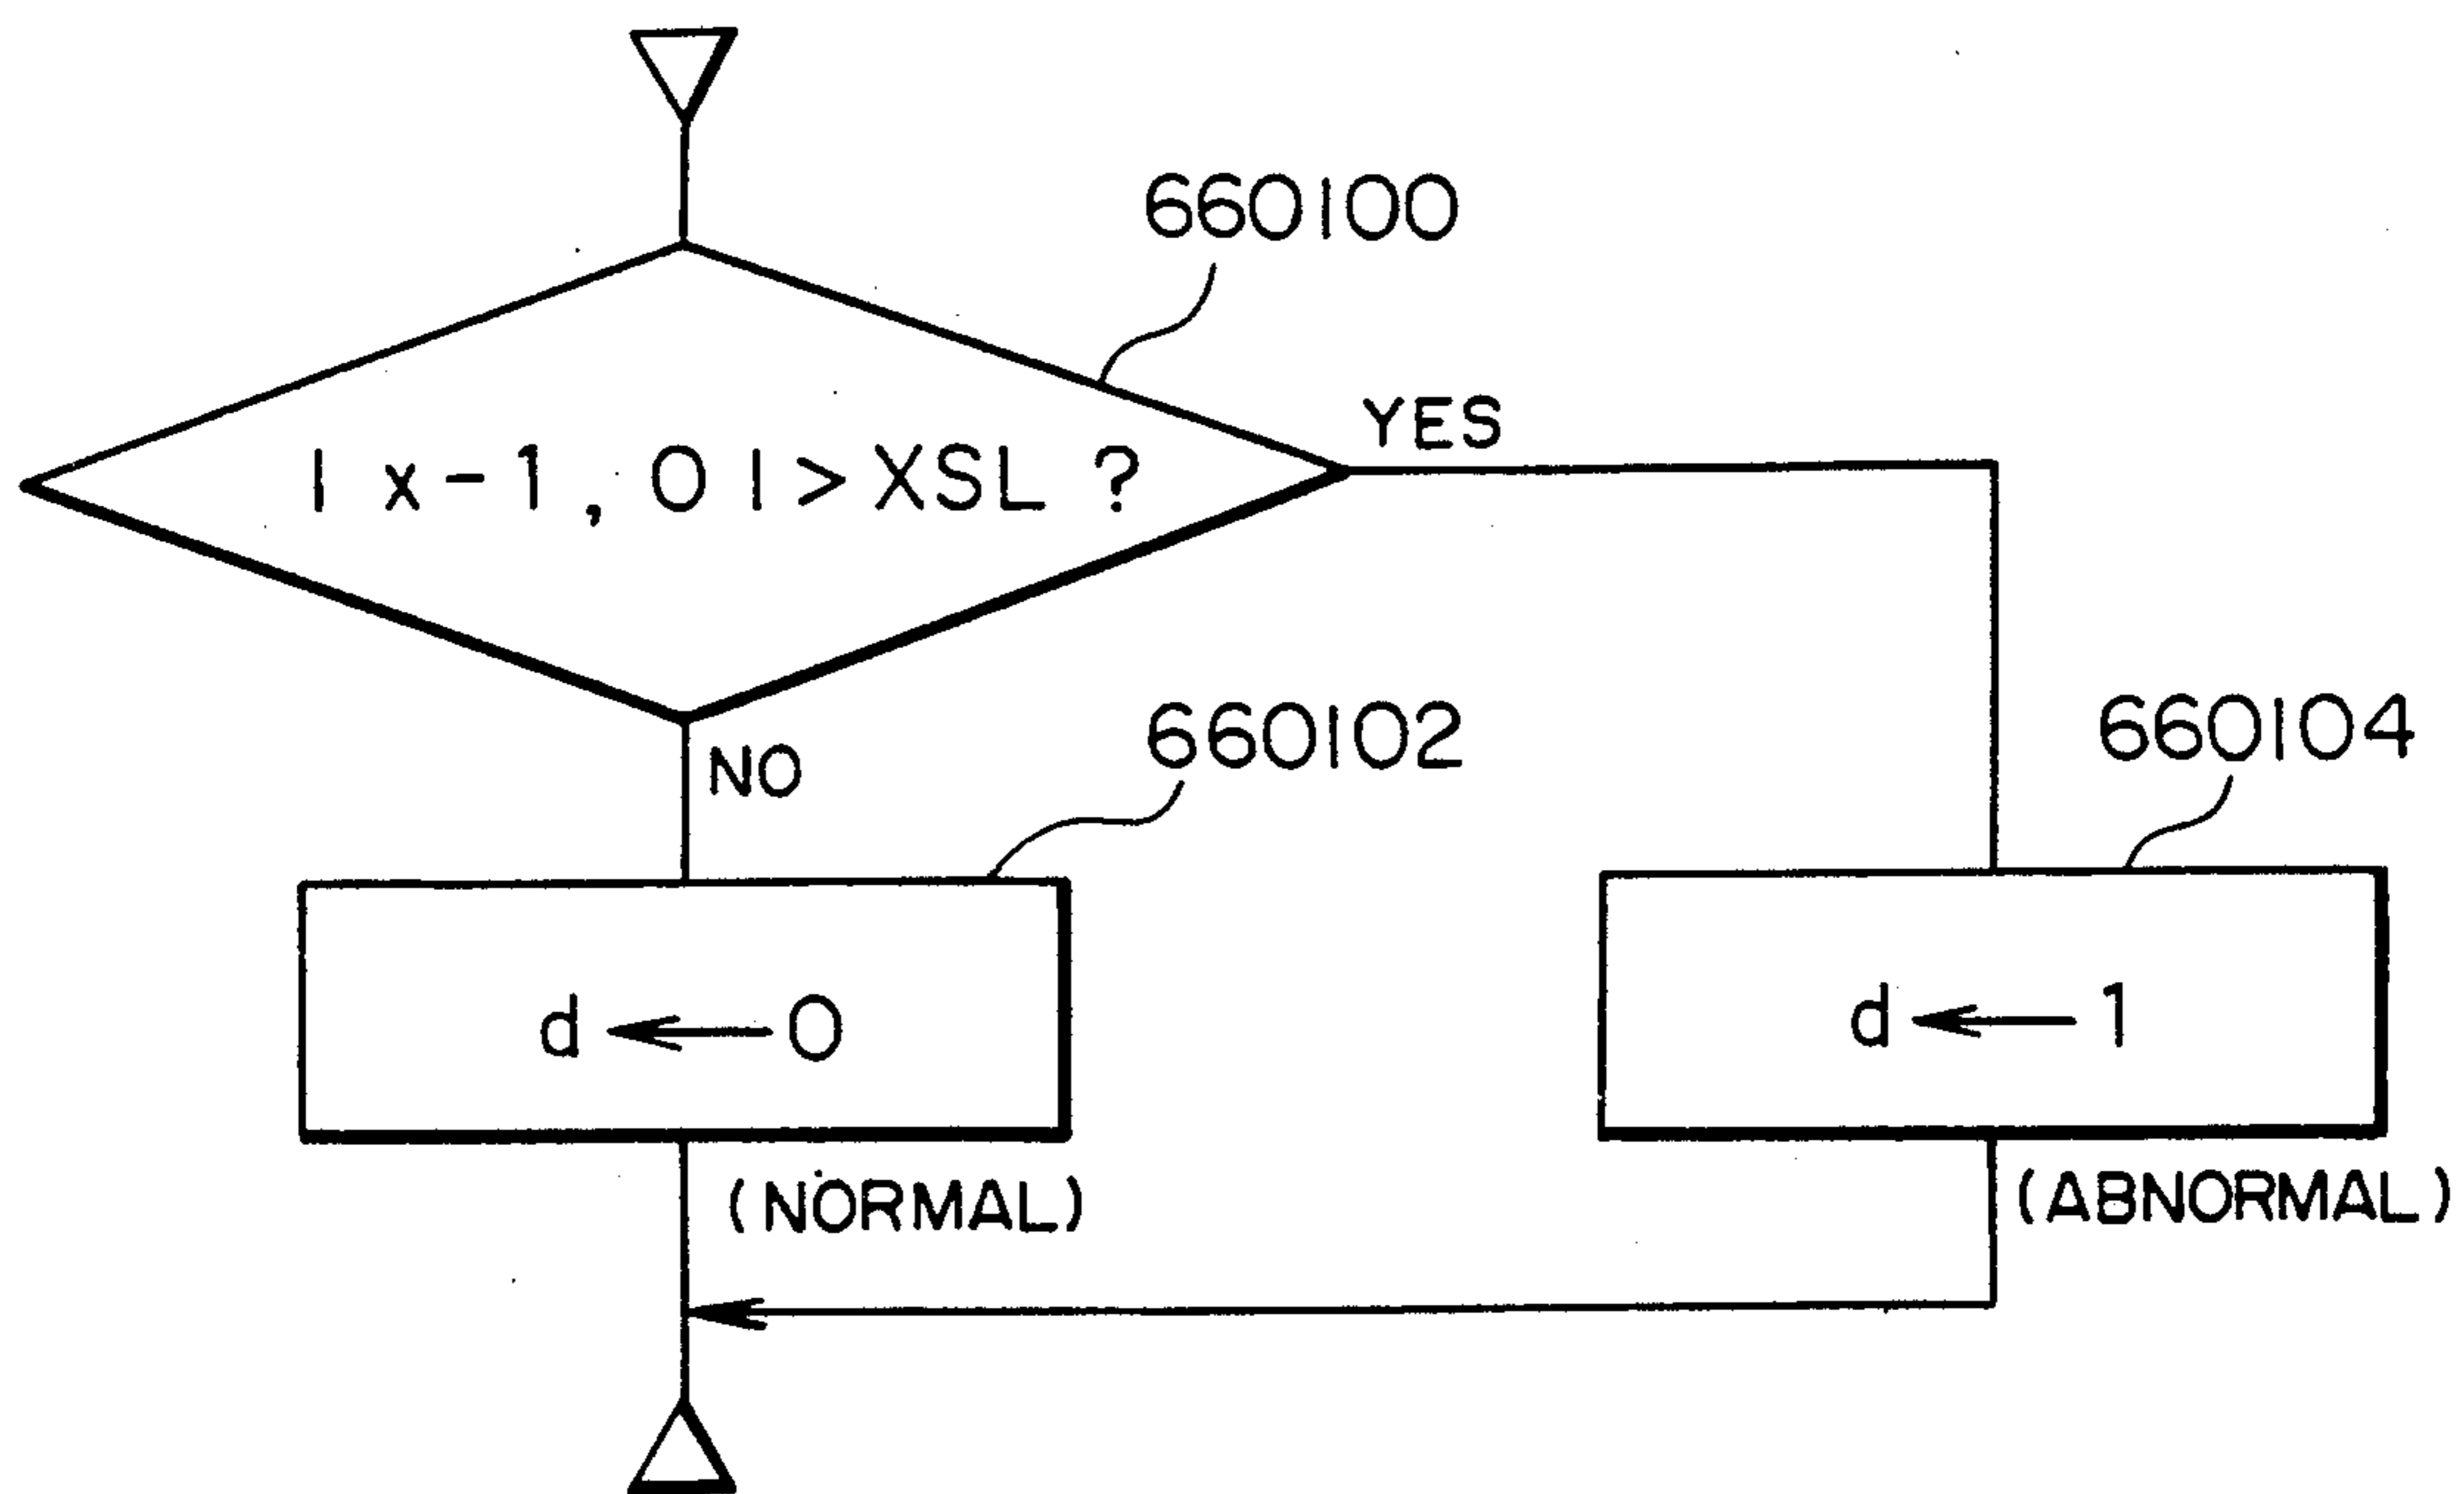 660100
| x-1, 0 | > XSL ?
YES
NO
660102
660104
d ← 0
d ← 1
(NORMAL)
(ABNORMAL)